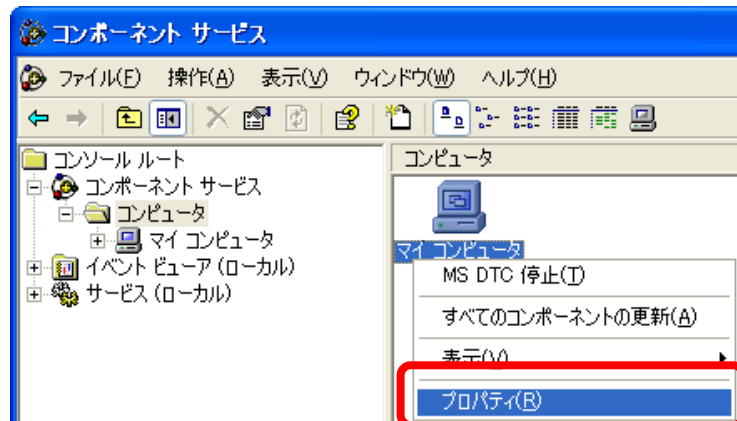 コンポーネント サービス
ファイル(F) 操作(A) 表示(V) ウィンドウ(W) ヘルプ(H)
コンソール ルート
コンポーネント サービス
コンピュータ
マイ コンピュータ
イベント ビューア (ローカル)
サービス (ローカル)
コンピュータ
マイ コンピュータ
MS DTC 停止(T)
すべてのコンポーネントの更新(A)
表示(V)
プロパティ(R)